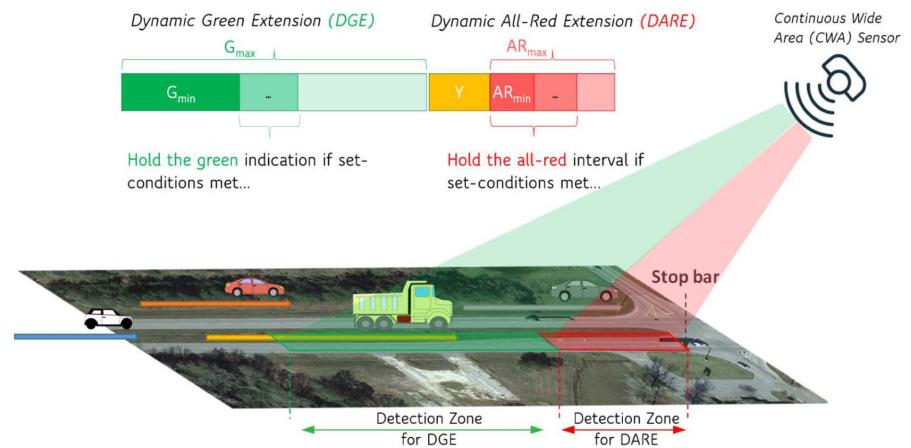 Dynamic Green Extension (DGE)
Dynamic All-Red Extension (DARE)
Continuous Wide
Area (CWA) Sensor
Gmax
ARmax
Gmin
...
Y
ARmin
...
Hold the green indication if set-
conditions met...
Hold the all-red interval if
set-conditions met...
Stop bar
Detection Zone
for DGE
Detection Zone
for DARE